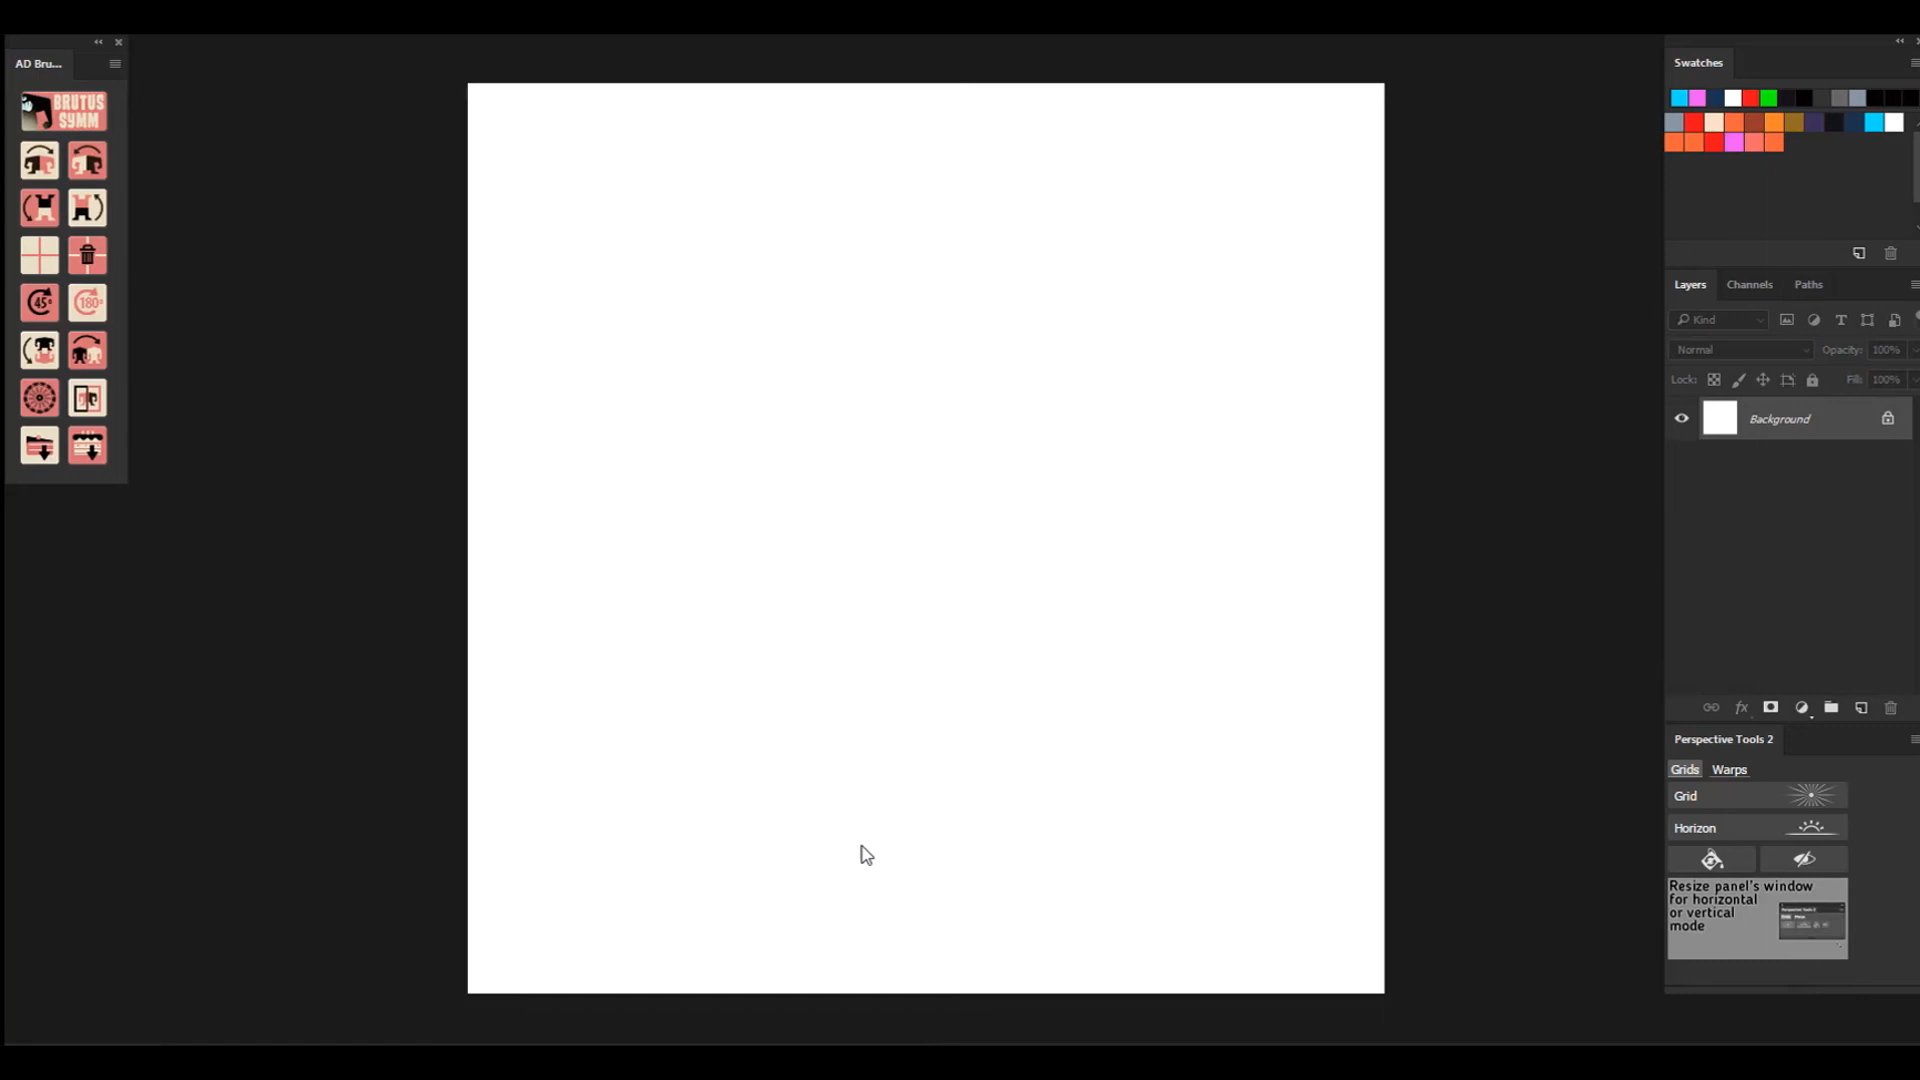 AD Bru...
BRUTUS
SYMM
45°
180°
Swatches
Layers
Channels
Paths
Kind
T
Normal
Opacity:
100%
Lock:
Fill:
100%
Background
fx
Perspective Tools 2
Grids
Warps
Grid
Horizon
Resize panel's window
for horizontal
or vertical
mode